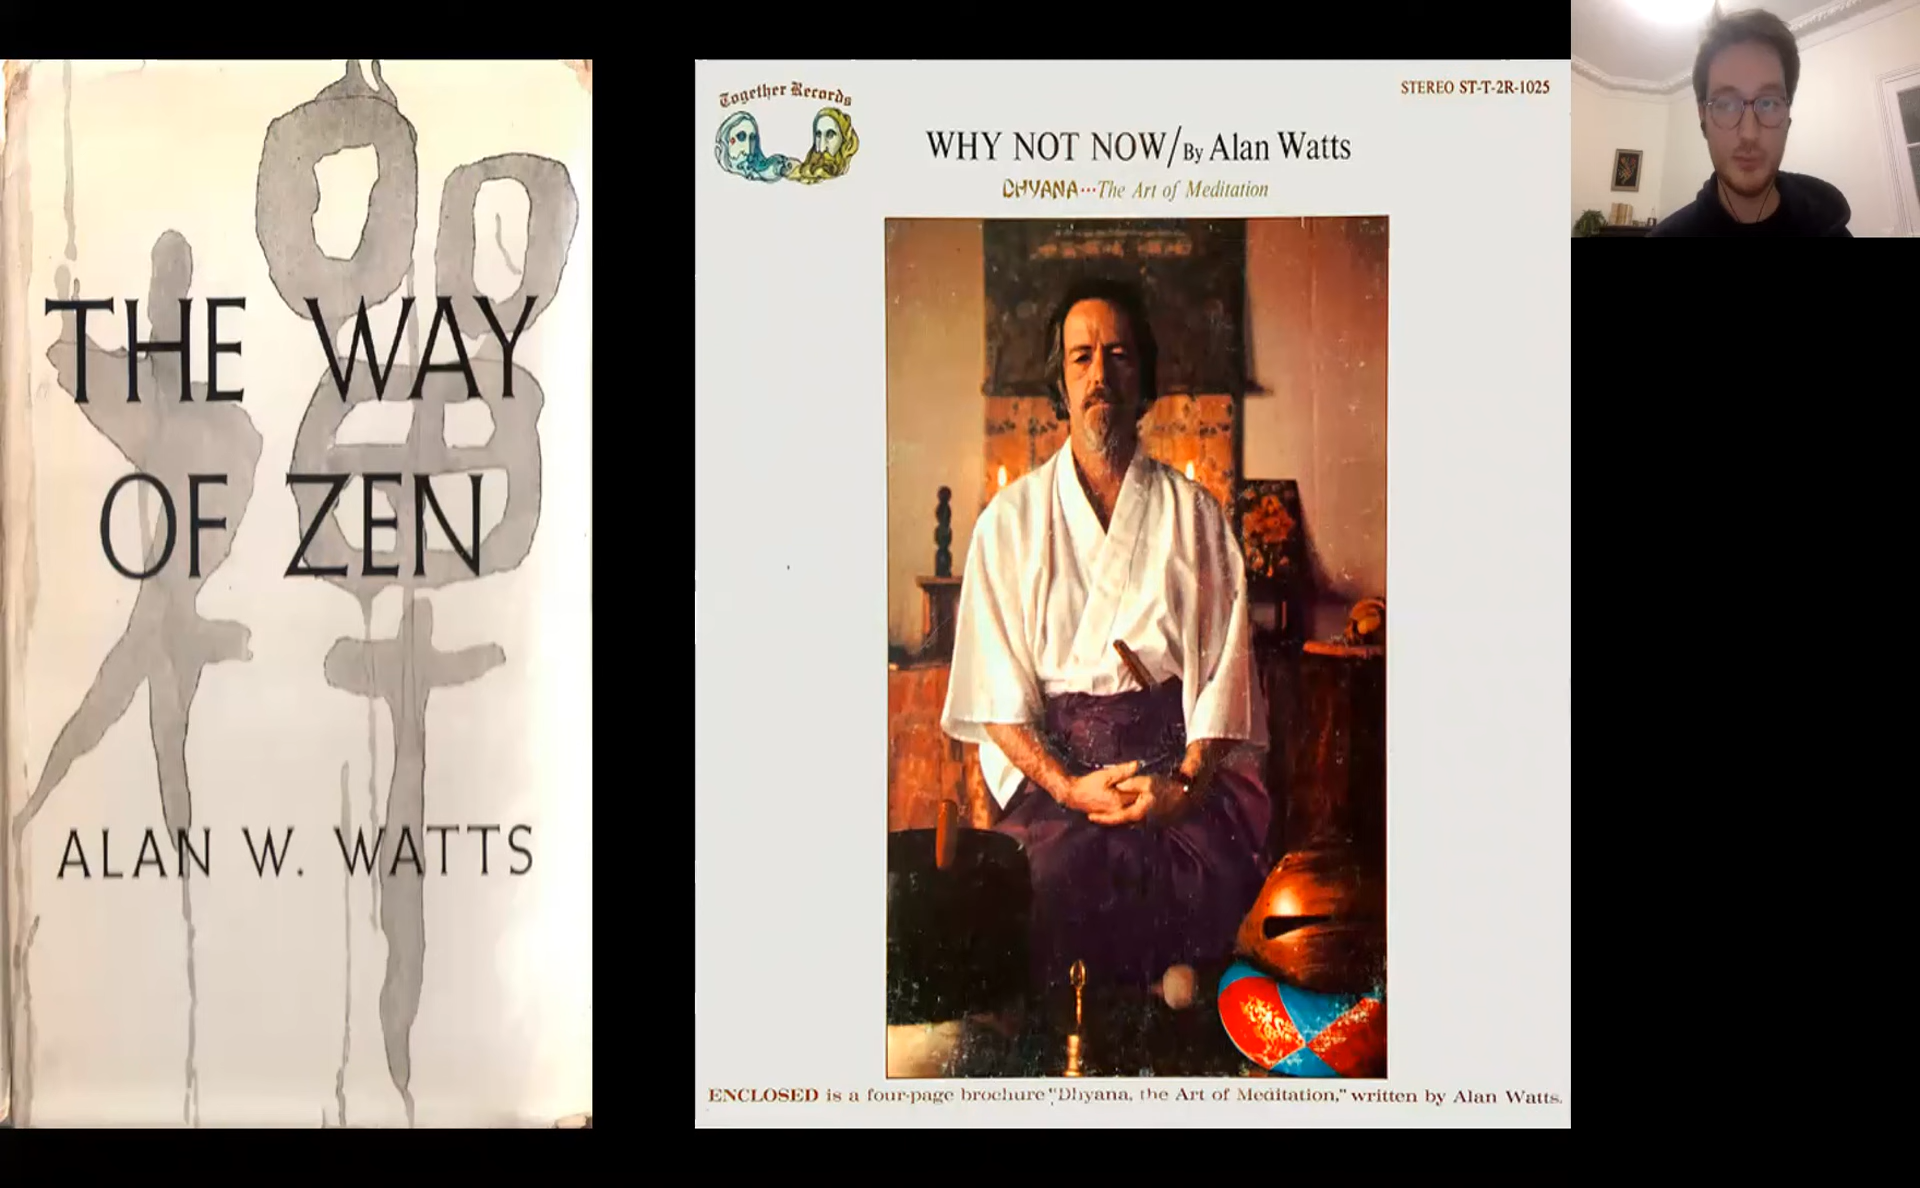 THE WAY
OF ZEN
ALAN W. WATTS
Together Records
STEREO ST-T-2R-1025
WHY NOT NOW/By Alan Watts
DHYANA...The Art of Meditation
ENCLOSED is a four-page brochure "Dhyana, the Art of Meditation," written by Alan Watts.